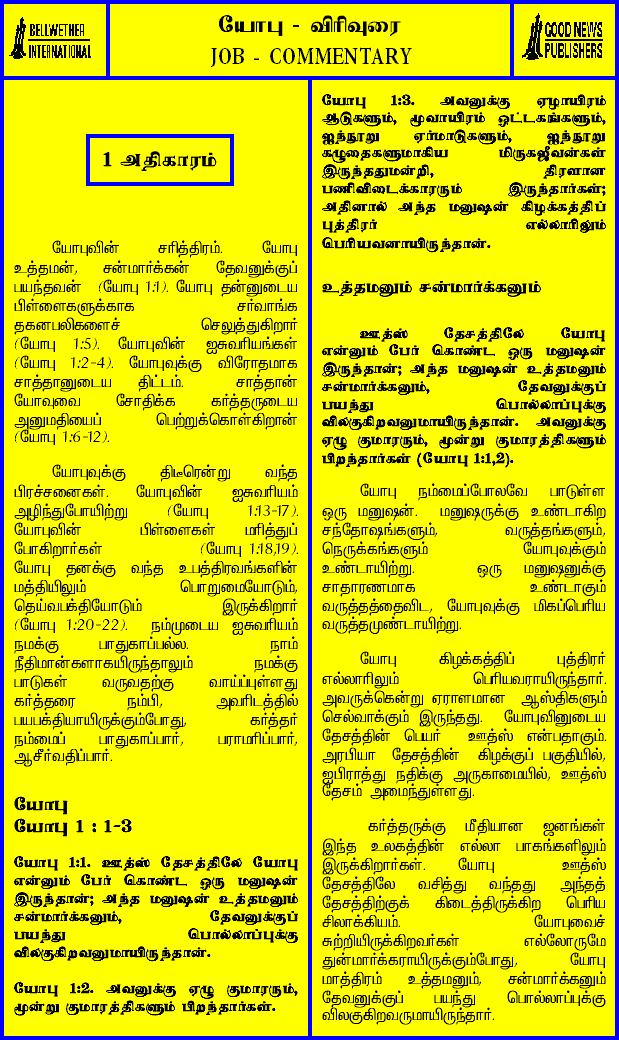 BELLWETHER
INTERNATIONAL
யோபு - விரிவுரை
JOB - COMMENTARY
GOOD NEWS
PUBLISHERS
1 அதிகாரம்
யோபுவின் சரித்திரம். யோபு
உத்தமன், சன்மார்க்கன் தேவனுக்குப்
பயந்தவன் (யோபு 1:1). யோபு தன்னுடைய
பிள்ளைகளுக்காக சர்வாங்க
தகனபலிகளைச் செலுத்துகிறார்
(யோபு 1:5). யோபுவின் ஐசுவரியங்கள்
(யோபு 1:2-4). யோபுவுக்கு விரோதமாக
சாத்தானுடைய திட்டம். சாத்தான்
யோவுவை சோதிக்க கர்த்தருடைய
அனுமதியைப் பெற்றுக்கொள்கிறான்
(யோபு 1:6-12).
யோபுவுக்கு திடீரென்று வந்த
பிரச்சனைகள். யோபுவின் ஐசுவரியம்
அழிந்துபோயிற்று (யோபு 1:13-17).
யோபுவின் பிள்ளைகள் மரித்துப்
போகிறார்கள் (யோபு 1:18,19).
யோபு தனக்கு வந்த உபத்திரவங்களின்
மத்தியிலும் பொறுமையோடும்,
தெய்வபக்தியோடும் இருக்கிறார்
(யோபு 1:20-22). நம்முடைய ஐசுவரியம்
நமக்கு பாதுகாப்பல்ல. நாம்
நீதிமான்களாகயிருந்தாலும் நமக்கு
பாடுகள் வருவதற்கு வாய்ப்புள்ளது
கர்த்தரை நம்பி, அவரிடத்தில்
பயபக்தியாயிருக்கும்போது, கர்த்தர்
நம்மைப் பாதுகாப்பார், பராமரிப்பார்,
ஆசீர்வதிப்பார்.
யோபு
யோபு 1 : 1-3
யோபு 1:1. ஊத்ஸ் தேசத்திலே யோபு
என்னும் பேர் கொண்ட ஒரு மனுஷன்
இருந்தான்; அந்த மனுஷன் உத்தமனும்
சன்மார்க்கனும், தேவனுக்குப்
பயந்து பொல்லாப்புக்கு
விலகுகிறவனுமாயிருந்தான்.
யோபு 1:2. அவனுக்கு ஏழு குமாரரும்,
மூன்று குமாரத்திகளும் பிறந்தார்கள்.
யோபு 1:3. அவனுக்கு ஏழாயிரம்
ஆடுகளும், மூவாயிரம் ஒட்டகங்களும்,
ஐந்நூறு ஏர்மாடுகளும், ஐந்நூறு
கழுதைகளுமாகிய மிருகஜீவன்கள்
இருந்ததுமன்றி, திரளான
பணிவிடைக்காரரும் இருந்தார்கள்;
அதினால் அந்த மனுஷன் கிழக்கத்திப்
புத்திரர் எல்லாரிலும்
பெரியவனாயிருந்தான்.
உத்தமனும் சன்மார்க்கனும்
ஊத்ஸ் தேசத்திலே யோபு
என்னும் பேர் கொண்ட ஒரு மனுஷன்
இருந்தான்; அந்த மனுஷன் உத்தமனும்
சன்மார்க்கனும், தேவனுக்குப்
பயந்து பொல்லாப்புக்கு
விலகுகிறவனுமாயிருந்தான். அவனுக்கு
ஏழு குமாரரும், மூன்று குமாரத்திகளும்
பிறந்தார்கள் (யோபு 1:1,2).
யோபு நம்மைப்போலவே பாடுள்ள
ஒரு மனுஷன். மனுஷருக்கு உண்டாகிற
சந்தோஷங்களும், வருத்தங்களும்,
நெருக்கங்களும் யோபுவுக்கும்
உண்டாயிற்று. ஒரு மனுஷனுக்கு
சாதாரணமாக உண்டாகும்
வருத்தத்தைவிட, யோபுவுக்கு மிகப்பெரிய
வருத்தமுண்டாயிற்று.
யோபு கிழக்கத்திப் புத்திரர்
எல்லாரிலும் பெரியவராயிருந்தார்.
அவருக்கென்று ஏராளமான ஆஸ்திகளும்
செல்வாக்கும் இருந்தது. யோபுவினுடைய
தேசத்தின் பெயர் ஊத்ஸ் என்பதாகும்.
அரபியா தேசத்தின் கிழக்குப் பகுதியில்,
ஐபிராத்து நதிக்கு அருகாமையில், ஊத்ஸ்
தேசம் அமைந்துள்ளது.
கர்த்தருக்கு மீதியான ஜனங்கள்
இந்த உலகத்தின் எல்லா பாகங்களிலும்
இருக்கிறார்கள். யோபு ஊத்ஸ்
தேசத்திலே வசித்து வந்தது அந்தத்
தேசத்திற்குக் கிடைத்திருக்கிற பெரிய
சிலாக்கியம். யோபுவைச்
சுற்றியிருக்கிறவர்கள் எல்லோருமே
துன்மார்க்கராயிருக்கும்போது, யோபு
மாத்திரம் உத்தமனும், சன்மார்க்கனும்
தேவனுக்குப் பயந்து பொல்லாப்புக்கு
விலகுகிறவருமாயிருந்தார்.